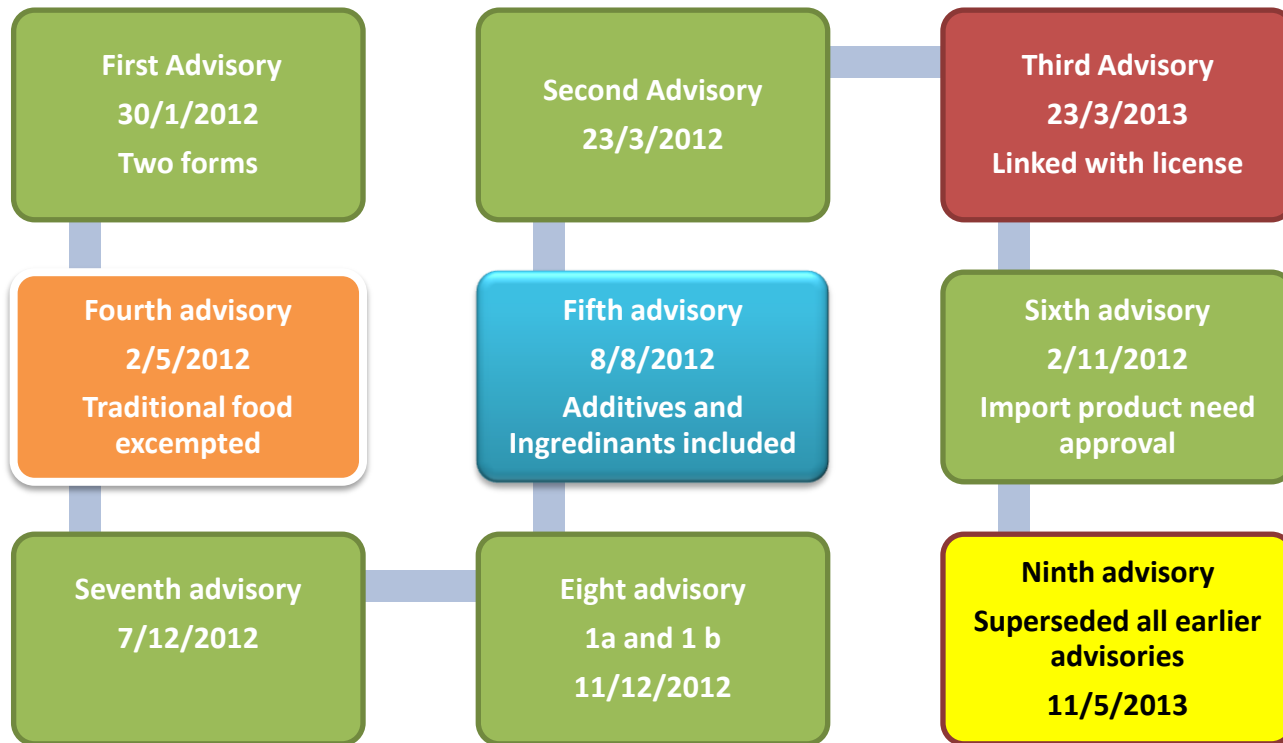 First Advisory
30/1/2012
Two forms
Second Advisory
23/3/2012
Third Advisory
23/3/2013
Linked with license
Fourth advisory
2/5/2012
Traditional food
excempted
Fifth advisory
8/8/2012
Additives and
Ingredinants included
Sixth advisory
2/11/2012
Import product need
approval
Seventh advisory
7/12/2012
Eight advisory
1a and 1 b
11/12/2012
Ninth advisory
Superseded all earlier
advisories
11/5/2013